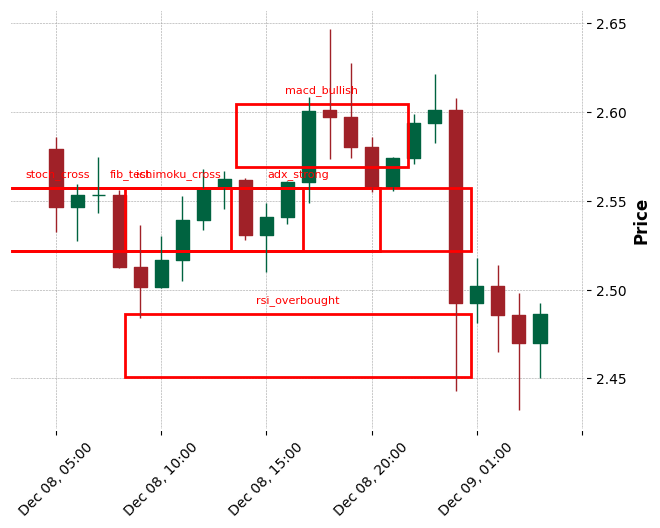 2.65
macd_bullish
2.60
stoch_cross fib_test ichimoku_cross adx_strong
2.55
Price
2.50
rsi_overbought
2.45
Dec 08, 05:00
Dec 08, 10:00
Dec 08, 15:00
Dec 08, 20:00
Dec 09, 01:00